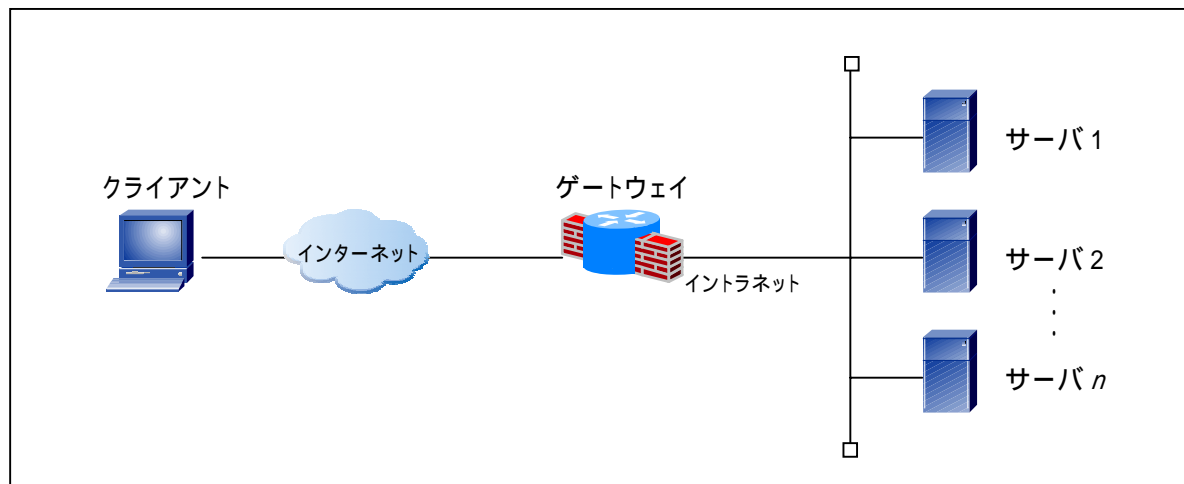 クライアント
インターネット
ゲートウェイ
イントラネット
サーバ 1
サーバ 2
サーバ n